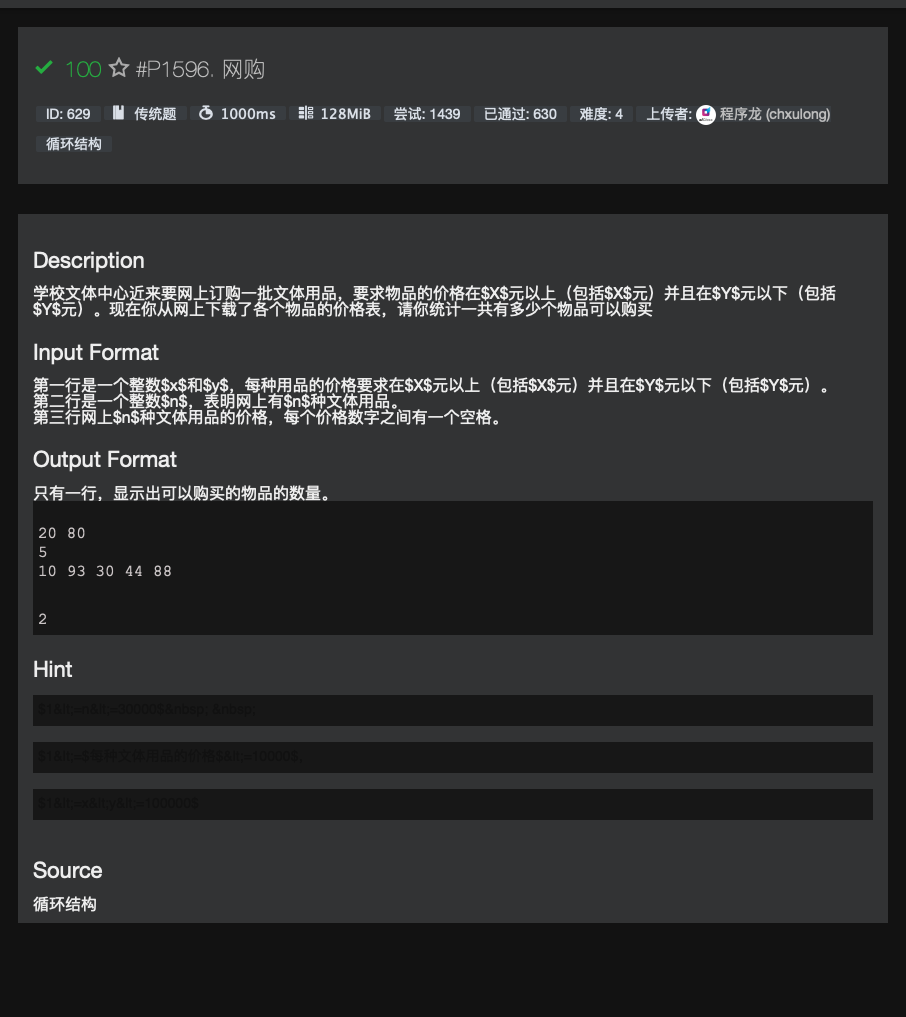 100 #P1596. 网购
ID: 629 传统题 1000ms 128MiB 尝试: 1439 已通过: 630 难度: 4 上传者: 程序龙 (chxulong)
循环结构
Description
学校文体中心近来要网上订购一批文体用品，要求物品的价格在$X$元以上（包括$X$元）并且在$Y$元以下（包括
$Y$元）。现在你从网上下载了各个物品的价格表，请你统计一共有多少个物品可以购买
Input Format
第一行是一个整数$x$和$y$，每种用品的价格要求在$X$元以上（包括$X$元）并且在$Y$元以下（包括$Y$元）。
第二行是一个整数$n$，表明网上有$n$种文体用品。
第三行网上$n$种文体用品的价格，每个价格数字之间有一个空格。
Output Format
只有一行，显示出可以购买的物品的数量。
20 80
5
10 93 30 44 88
2
Hint
$1&lt;=n&lt;=30000$&nbsp; &nbsp;
$1&lt;=$每种文体用品的价格$&lt;=10000$;
$1&lt;=x&lt;y&lt;=100000$
Source
循环结构